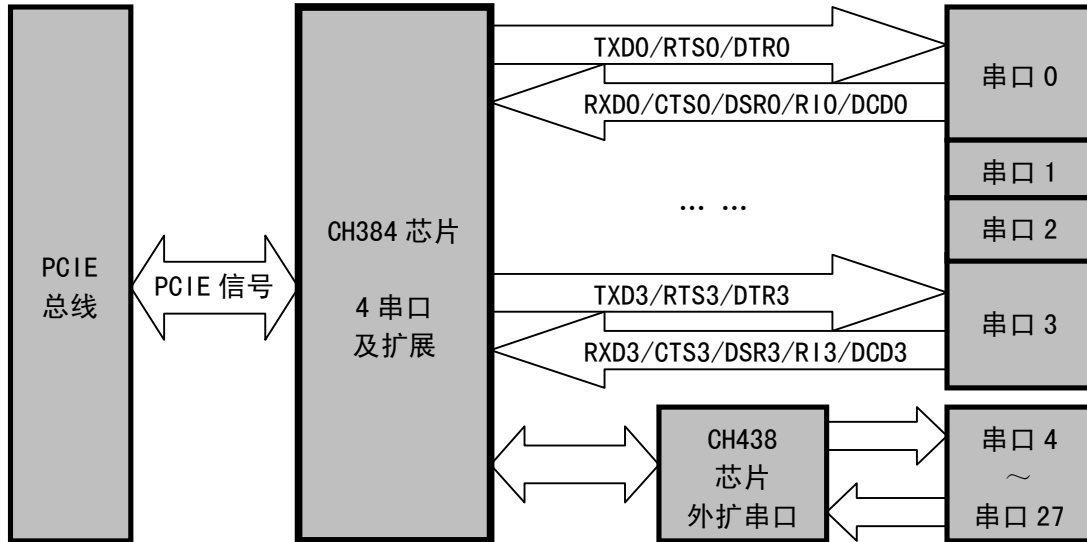 PCIE
总线
PCIE 信号
CH384 芯片
4 串口
及扩展
TXD0/RTS0/DTR0
RXD0/CTS0/DSR0/RI0/DCD0
… …
TXD3/RTS3/DTR3
RXD3/CTS3/DSR3/RI3/DCD3
CH438
芯片
外扩串口
串口 0
串口 1
串口 2
串口 3
串口 4
～
串口 27